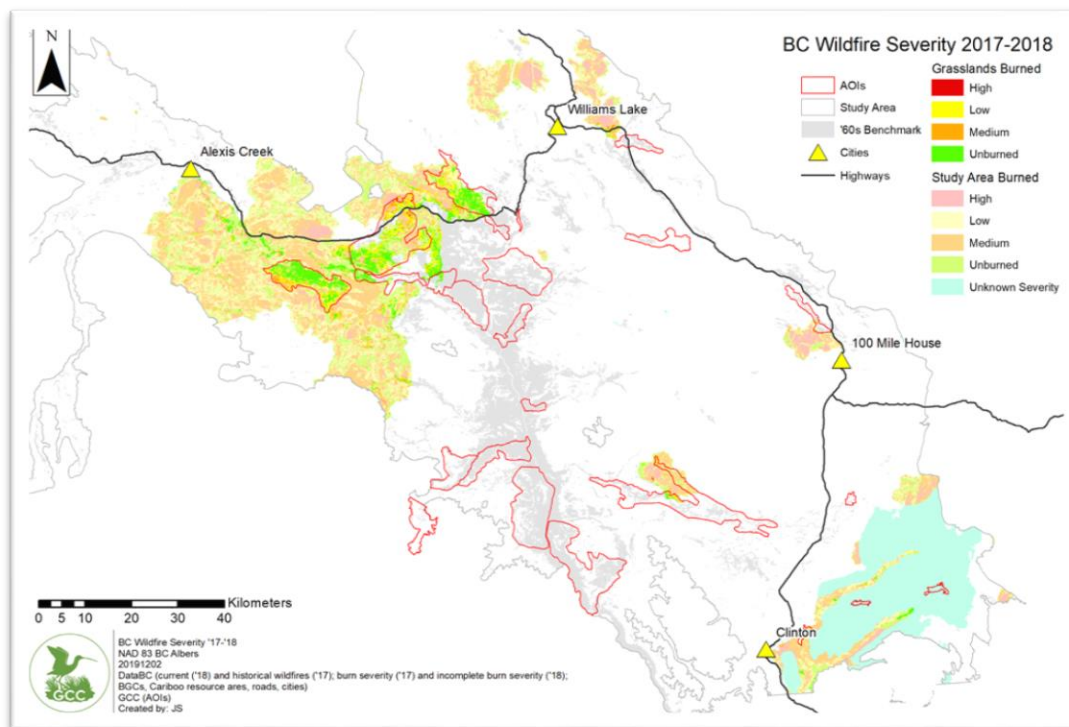 N
BC Wildfire Severity 2017-2018
AOIs
Study Area
'60s Benchmark
Cities
Highways
Grasslands Burned
High
Low
Medium
Unburned
Study Area Burned
High
Low
Medium
Unburned
Unknown Severity
Williams Lake
Alexis Creek
100 Mile House
Clinton
Kilometers
0 5 10 20 30 40
BC Wildfire Severity '17-'18
NAD 83 BC Albers
20191202
DataBC (current ('18) and historical wildfires ('17); burn severity ('17) and incomplete burn severity ('18);
BGCs, Cariboo resource ares, roads, cities)
GCC (AOIs)
Created by: JS
GCC